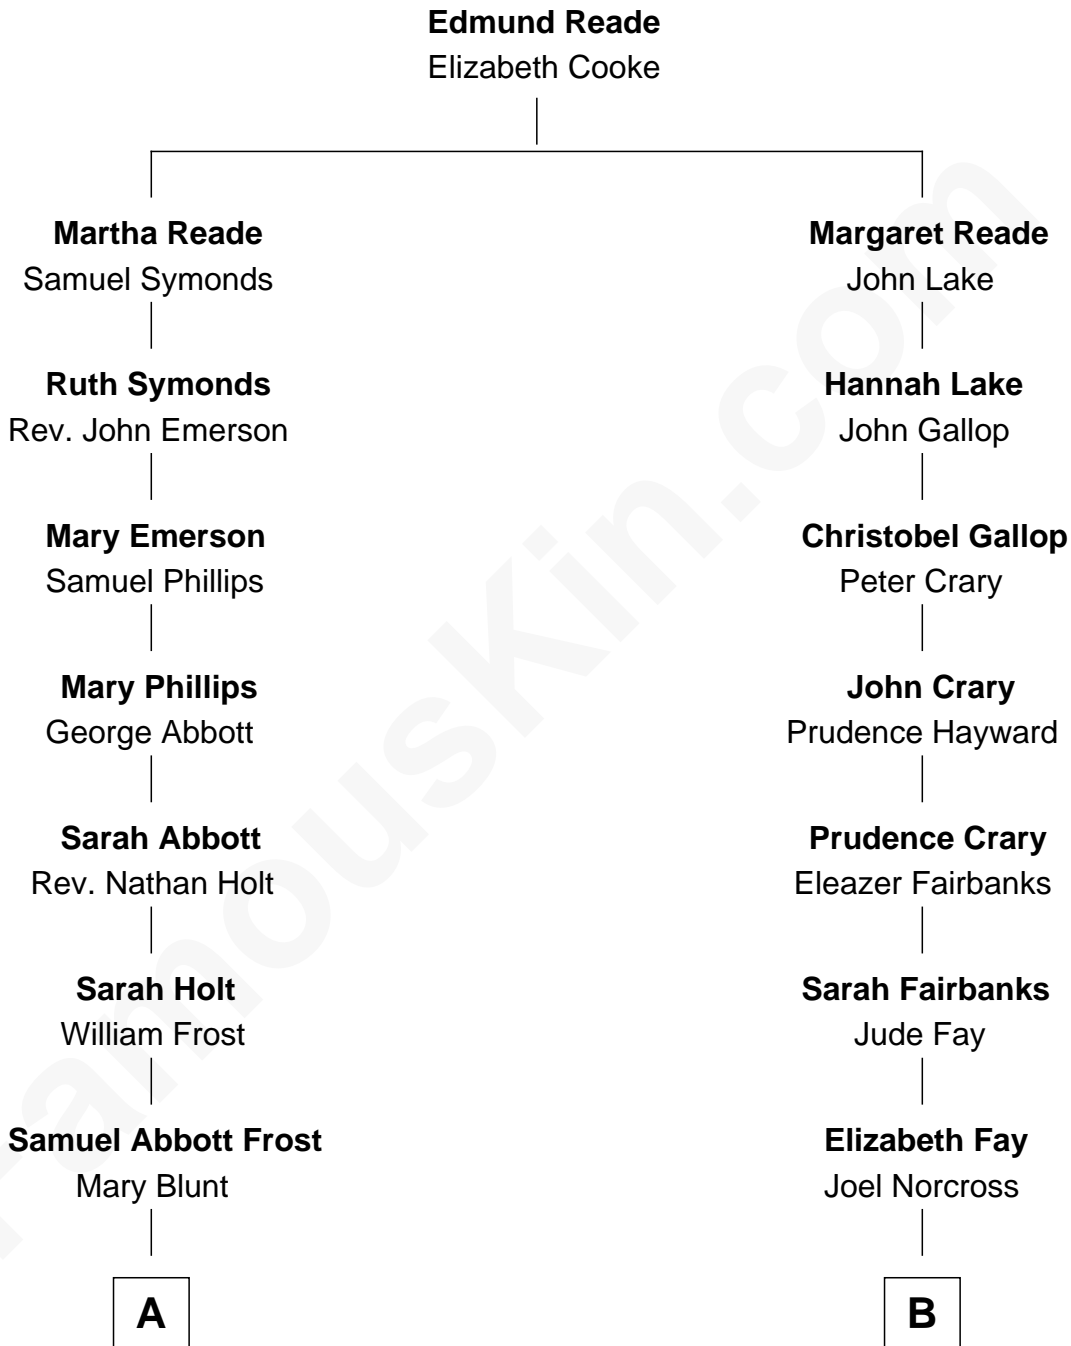 Edmund Reade
Elizabeth Cooke
Martha Reade
Samuel Symonds
Margaret Reade
John Lake
Ruth Symonds
Rev. John Emerson
Hannah Lake
John Gallop
Mary Emerson
Samuel Phillips
Christobel Gallop
Peter Crary
Mary Phillips
George Abbott
John Crary
Prudence Hayward
Sarah Abbott
Rev. Nathan Holt
Prudence Crary
Eleazer Fairbanks
Sarah Holt
William Frost
Sarah Fairbanks
Jude Fay
Samuel Abbott Frost
Mary Blunt
Elizabeth Fay
Joel Norcross
A
B
FamousKin.com